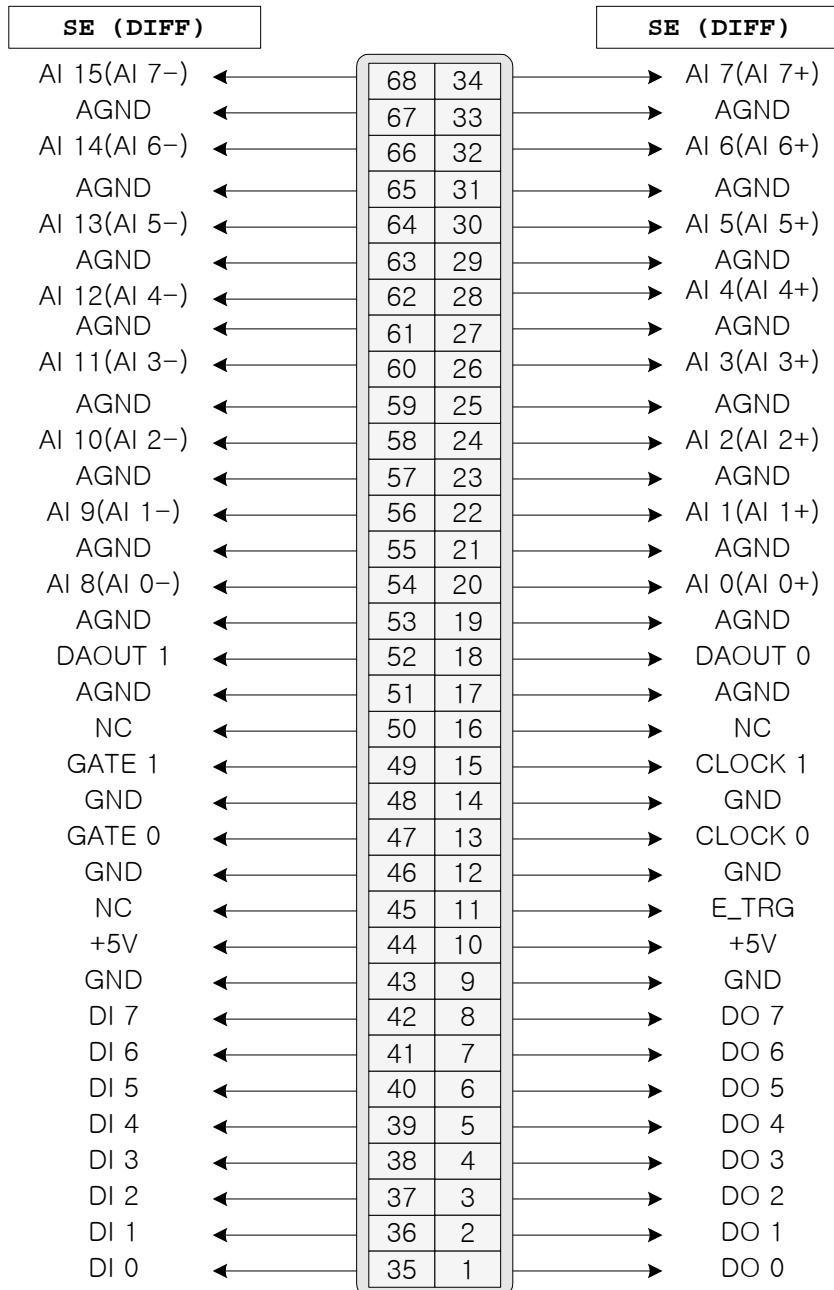 SE (DIFF) SE (DIFF)
AI 15(AI 7-) 68 34 AI 7(AI 7+)
AGND 67 33 AGND
AI 14(AI 6-) 66 32 AI 6(AI 6+)
AGND 65 31 AGND
AI 13(AI 5-) 64 30 AI 5(AI 5+)
AGND 63 29 AGND
AI 12(AI 4-) 62 28 AI 4(AI 4+)
AGND 61 27 AGND
AI 11(AI 3-) 60 26 AI 3(AI 3+)
AGND 59 25 AGND
AI 10(AI 2-) 58 24 AI 2(AI 2+)
AGND 57 23 AGND
AI 9(AI 1-) 56 22 AI 1(AI 1+)
AGND 55 21 AGND
AI 8(AI 0-) 54 20 AI 0(AI 0+)
AGND 53 19 AGND
DAOUT 1 52 18 DAOUT 0
AGND 51 17 AGND
NC 50 16 NC
GATE 1 49 15 CLOCK 1
GND 48 14 GND
GATE 0 47 13 CLOCK 0
GND 46 12 GND
NC 45 11 E_TRG
+5V 44 10 +5V
GND 43 9 GND
DI 7 42 8 DO 7
DI 6 41 7 DO 6
DI 5 40 6 DO 5
DI 4 39 5 DO 4
DI 3 38 4 DO 3
DI 2 37 3 DO 2
DI 1 36 2 DO 1
DI 0 35 1 DO 0